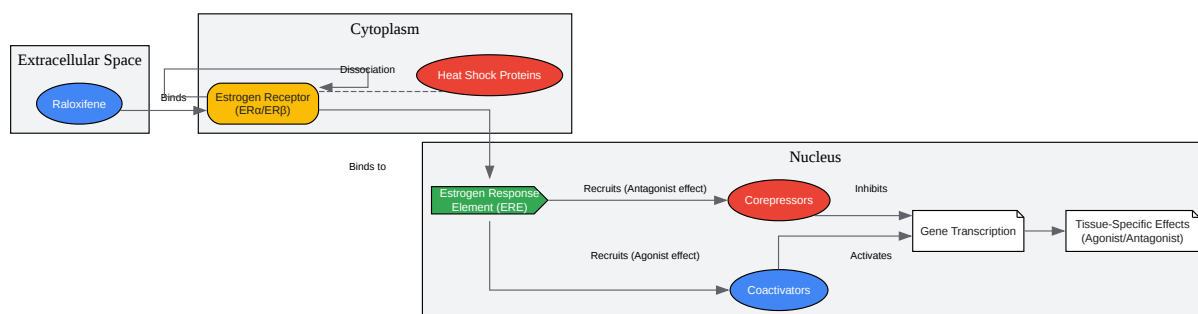 Cytoplasm
Extracellular Space
Dissociation
Heat Shock Proteins
Raloxifene
Binds
Estrogen Receptor
(ERα/ERβ)
Binds to
Nucleus
Estrogen Response
Element (ERE)
Recruits (Antagonist effect)
Corepressors
Inhibits
Gene Transcription
Tissue-Specific Effects
(Agonist/Antagonist)
Recruits (Agonist effect)
Activates
Coactivators